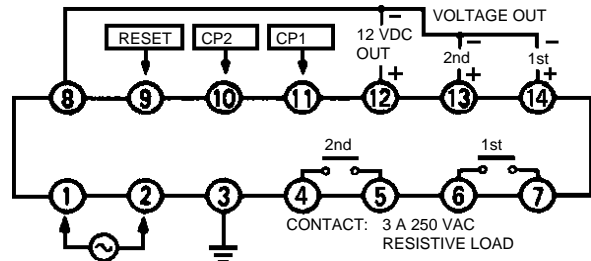 VOLTAGE OUT
RESET CP2 CP1 12 VDC OUT − +
2nd − +
1st − +
8 9 10 11 12 13 14
2nd 1st
1 2 3 4 5 6 7
CONTACT: 3 A 250 VAC
RESISTIVE LOAD